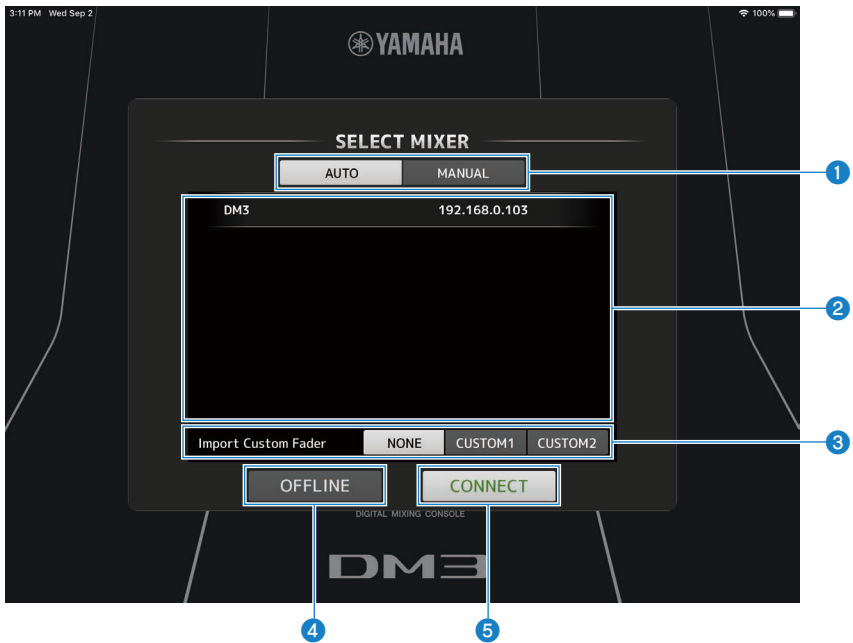 3:11 PM Wed Sep 2
100%
YAMAHA
SELECT MIXER
AUTO MANUAL
1
DM3 192.168.0.103
2
Import Custom Fader NONE CUSTOM1 CUSTOM2
3
OFFLINE CONNECT
DIGITAL MIXING CONSOLE
DM3
4 5